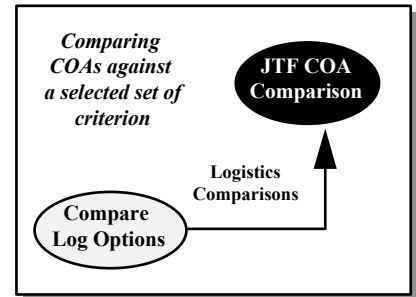 Comparing
COAs against
a selected set of
criterion
JTF COA
Comparison
Logistics
Comparisons
Compare
Log Options